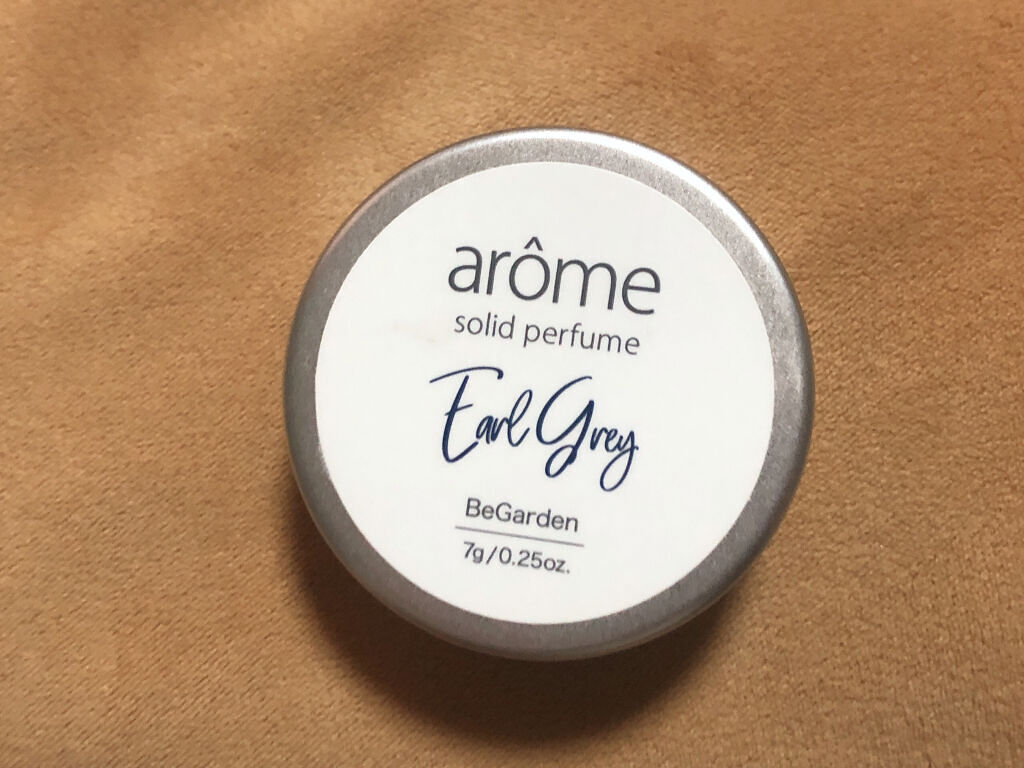 arôme
solid perfume
Earl Grey
BeGarden
7g/0.25oz.